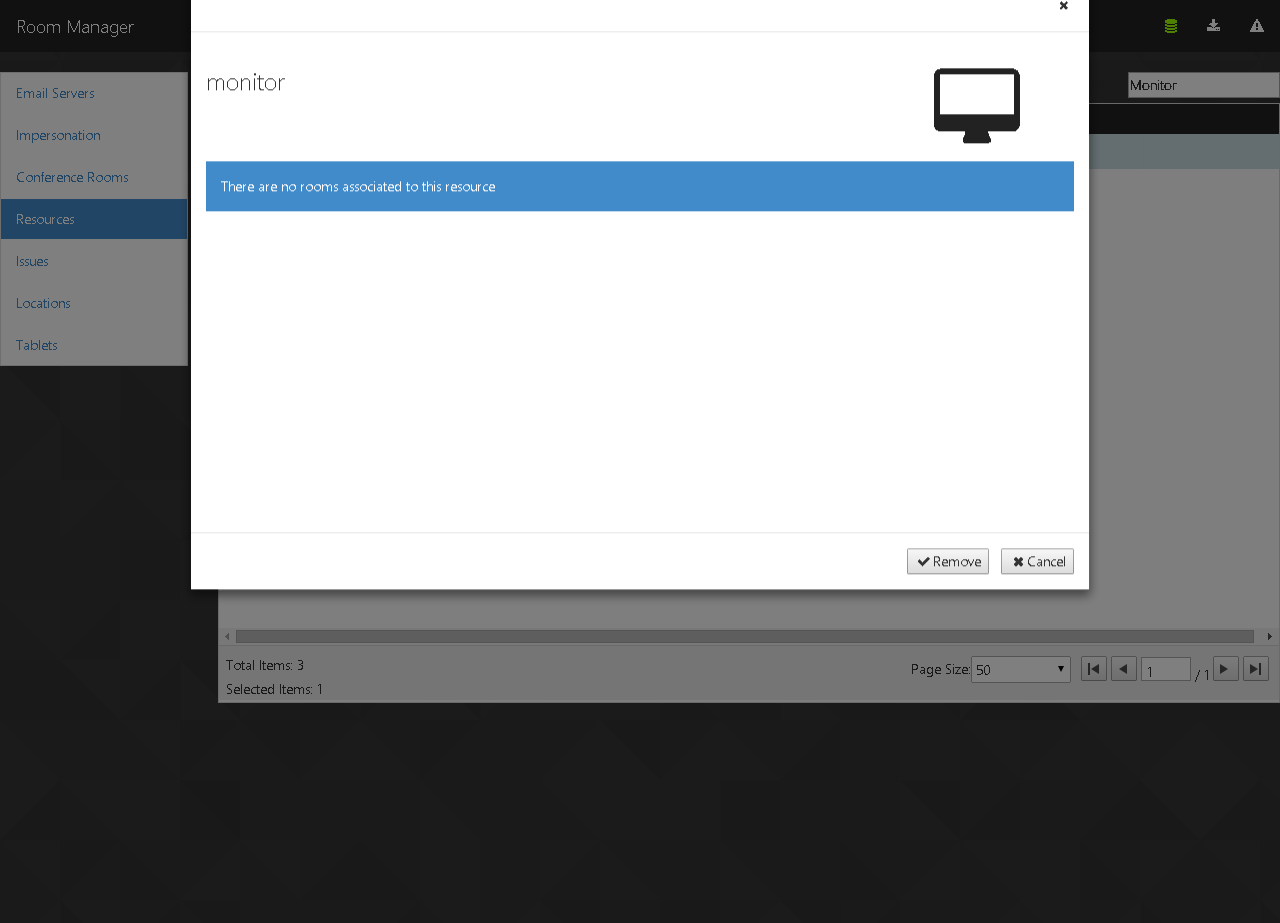 Room Manager
Monitor
Email Servers
Impersonation
Conference Rooms
Resources
Issues
Locations
Tablets
monitor
There are no rooms associated to this resource
Remove
Cancel
Total Items: 3
Selected Items: 1
Page Size: 50
1 / 1